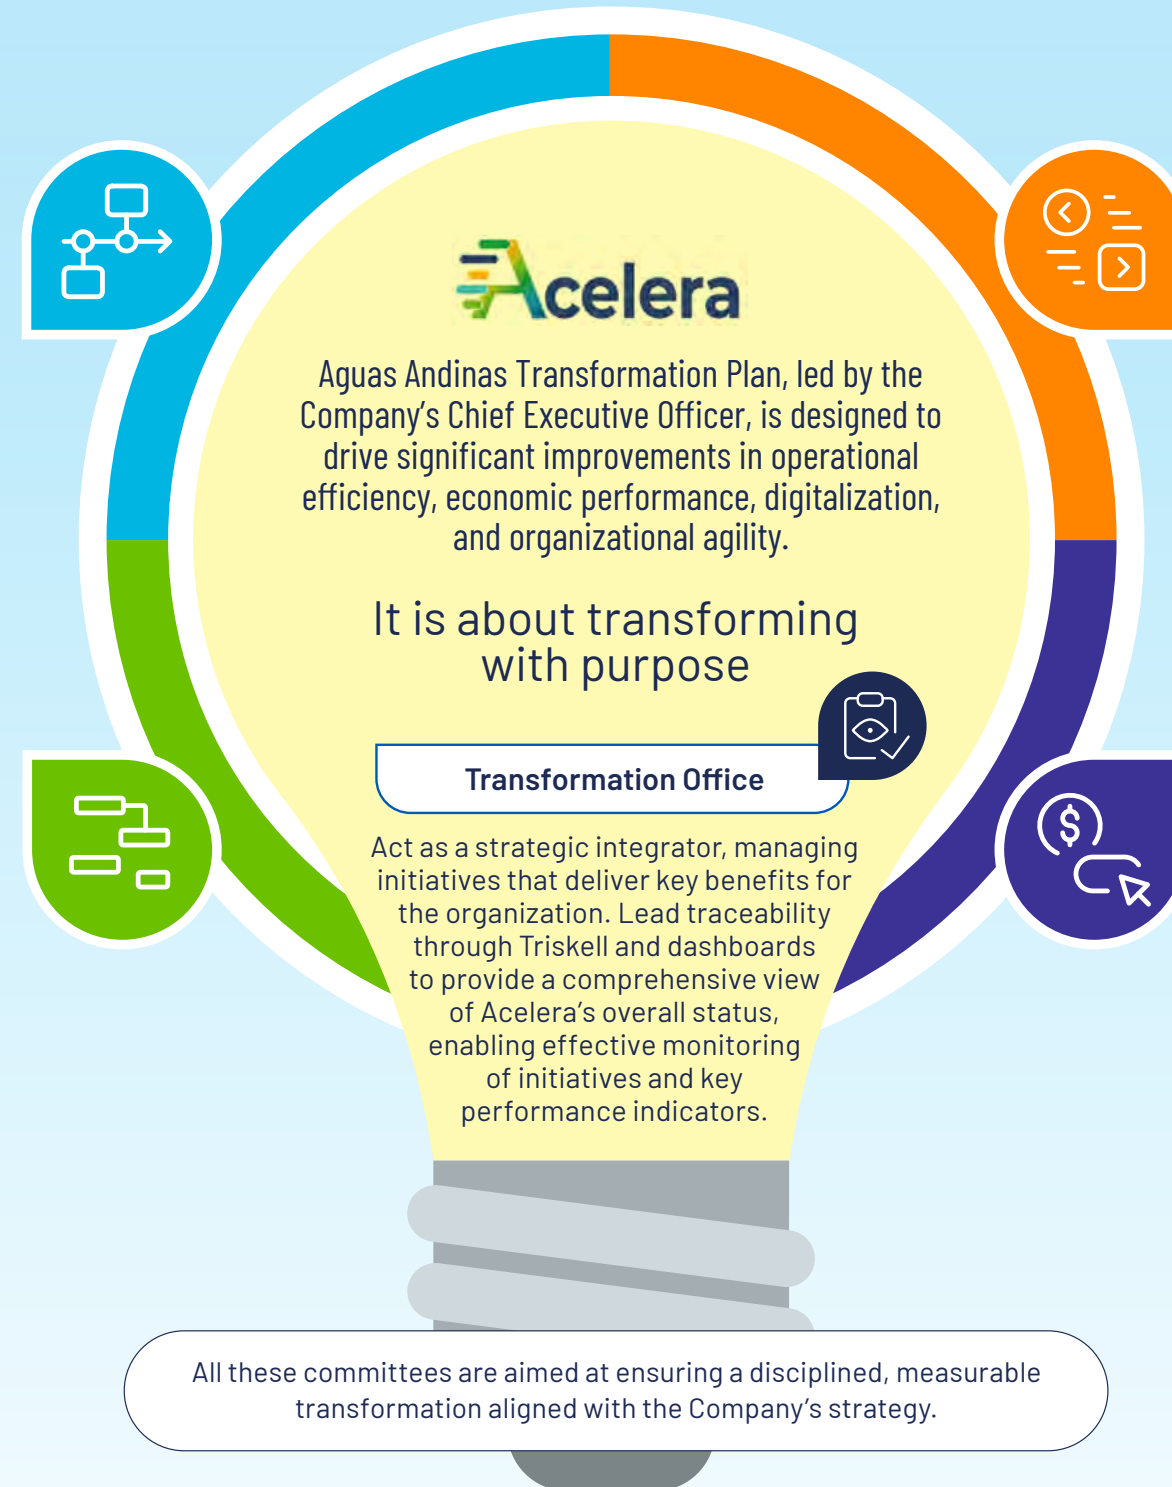 Acelera
Aguas Andinas Transformation Plan, led by the
Company’s Chief Executive Officer, is designed to
drive significant improvements in operational
efficiency, economic performance, digitalization,
and organizational agility.
It is about transforming
with purpose
Transformation Office
Act as a strategic integrator, managing
initiatives that deliver key benefits for
the organization. Lead traceability
through Triskell and dashboards
to provide a comprehensive view
of Acelera’s overall status,
enabling effective monitoring
of initiatives and key
performance indicators.
All these committees are aimed at ensuring a disciplined, measurable
transformation aligned with the Company’s strategy.
$